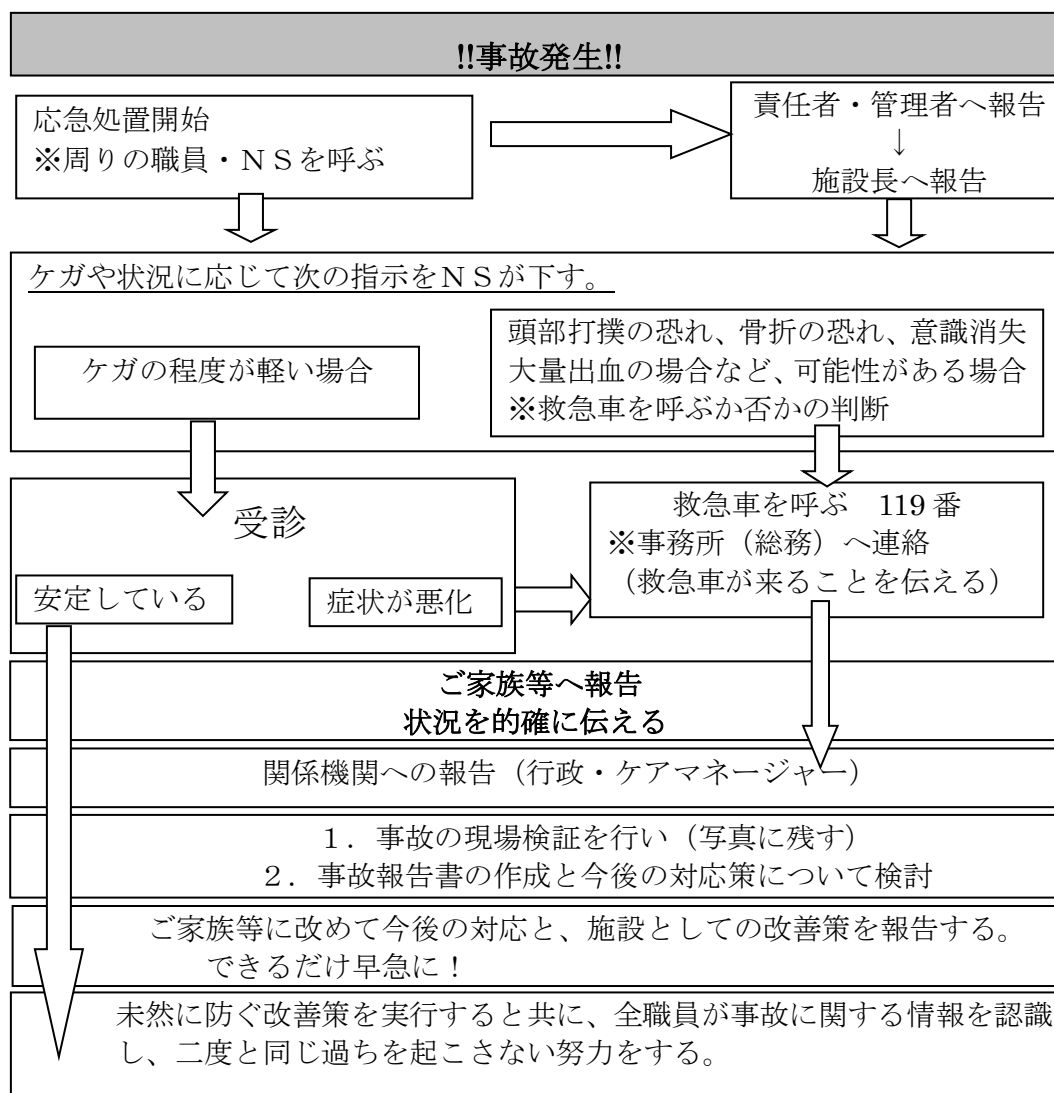 !!事故発生!!
応急処置開始
※周りの職員・ＮＳを呼ぶ
責任者・管理者へ報告
↓
施設長へ報告
ケガや状況に応じて次の指示をＮＳが下す。
ケガの程度が軽い場合
頭部打撲の恐れ、骨折の恐れ、意識消失
大量出血の場合など、可能性がある場合
※救急車を呼ぶか否かの判断
受診
安定している
症状が悪化
救急車を呼ぶ　119 番
※事務所（総務）へ連絡
（救急車が来ることを伝える）
ご家族等へ報告
状況を的確に伝える
関係機関への報告（行政・ケアマネージャー）
１．事故の現場検証を行い（写真に残す）
２．事故報告書の作成と今後の対応策について検討
ご家族等に改めて今後の対応と、施設としての改善策を報告する。
できるだけ早急に！
未然に防ぐ改善策を実行すると共に、全職員が事故に関する情報を認識
し、二度と同じ過ちを起こさない努力をする。